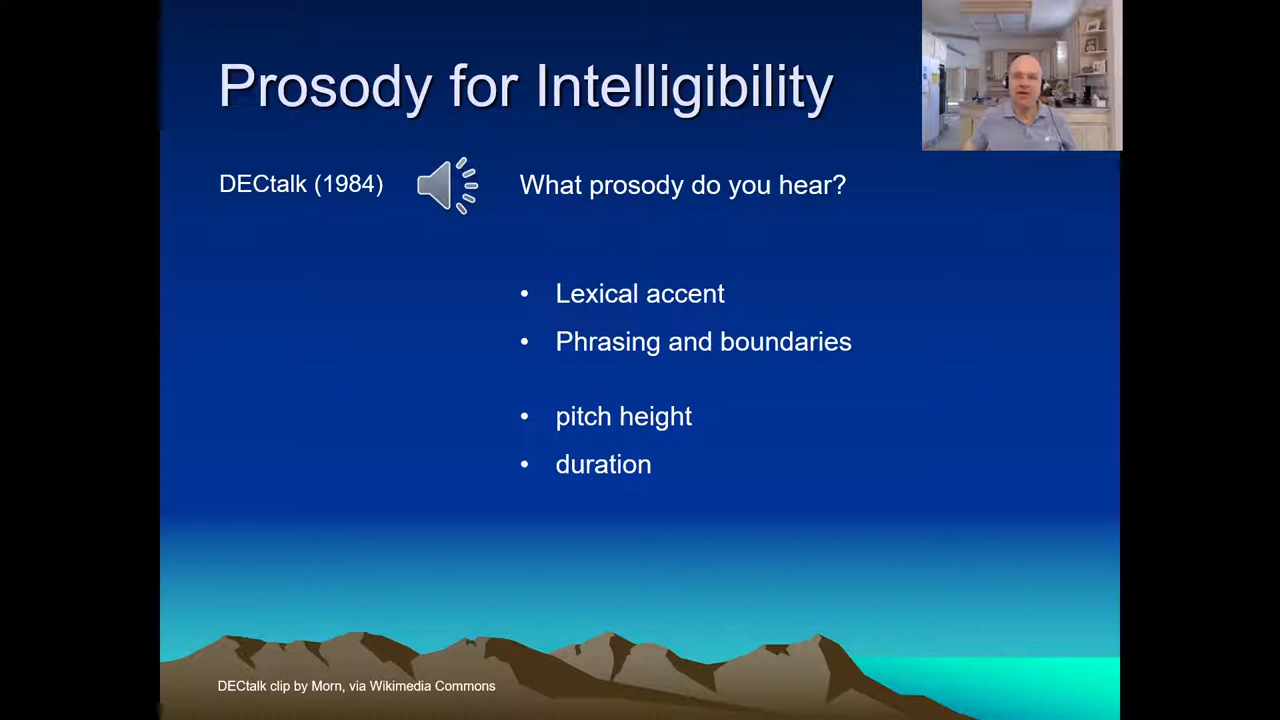 Prosody for Intelligibility
DECtalk (1984)
What prosody do you hear?
• Lexical accent
• Phrasing and boundaries
• pitch height
• duration
DECtalk clip by Morn, via Wikimedia Commons